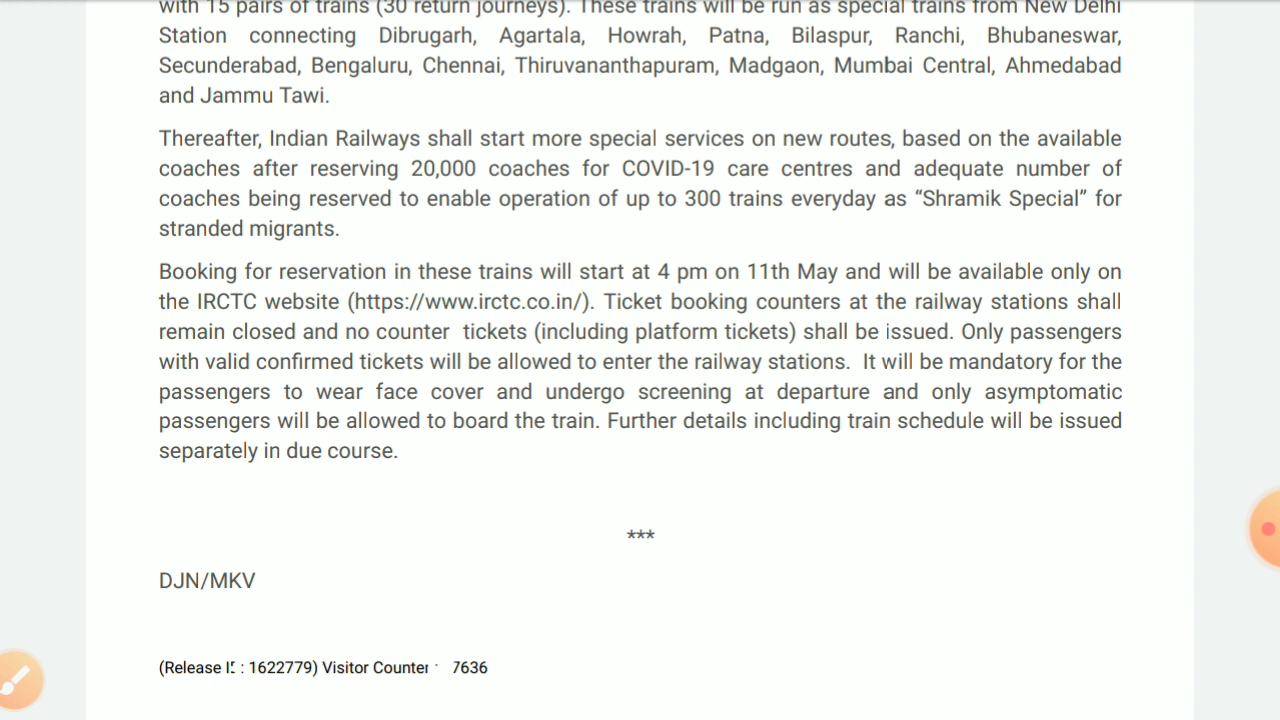 with 15 pairs of trains (30 return journeys). These trains will be run as special trains from New Delhi
Station connecting Dibrugarh, Agartala, Howrah, Patna, Bilaspur, Ranchi, Bhubaneswar,
Secunderabad, Bengaluru, Chennai, Thiruvananthapuram, Madgaon, Mumbai Central, Ahmedabad
and Jammu Tawi.
Thereafter, Indian Railways shall start more special services on new routes, based on the available
coaches after reserving 20,000 coaches for COVID-19 care centres and adequate number of
coaches being reserved to enable operation of up to 300 trains everyday as “Shramik Special” for
stranded migrants.
Booking for reservation in these trains will start at 4 pm on 11th May and will be available only on
the IRCTC website (https://www.irctc.co.in/). Ticket booking counters at the railway stations shall
remain closed and no counter tickets (including platform tickets) shall be issued. Only passengers
with valid confirmed tickets will be allowed to enter the railway stations. It will be mandatory for the
passengers to wear face cover and undergo screening at departure and only asymptomatic
passengers will be allowed to board the train. Further details including train schedule will be issued
separately in due course.
***
DJN/MKV
(Release : 1622779) Visitor Counter : 7636